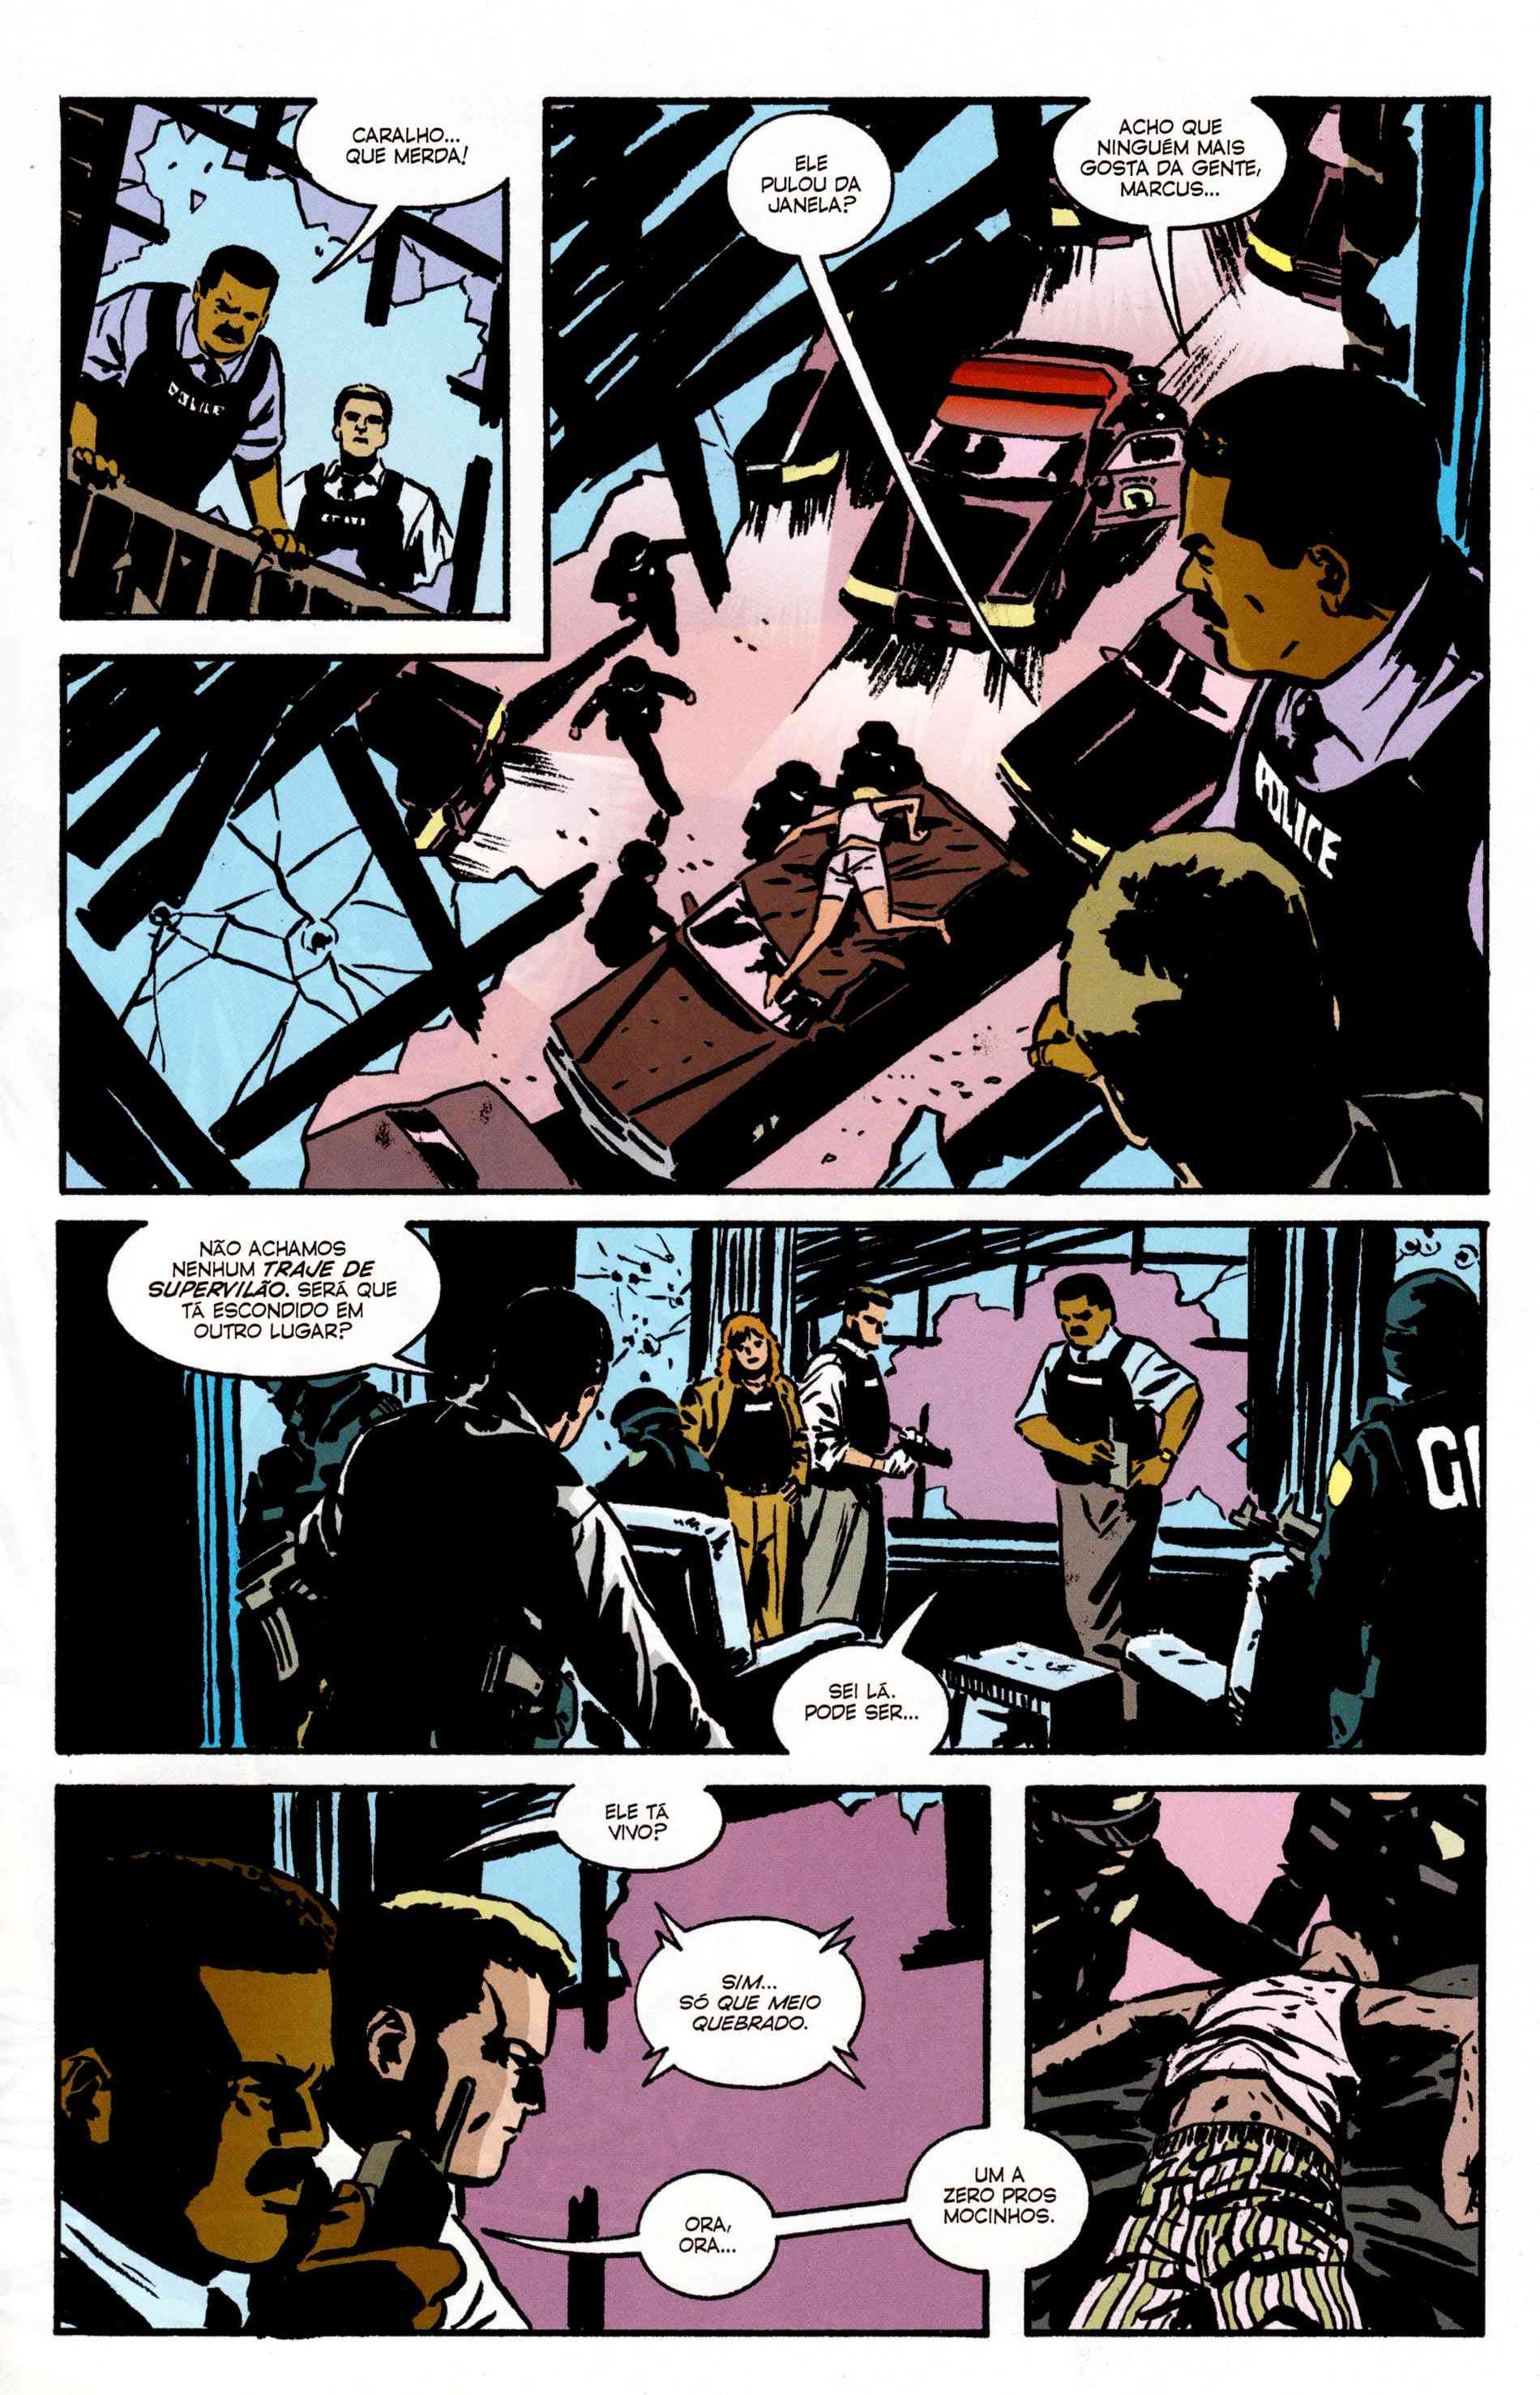 CARALHO...
QUE MERDA!
POLICE
ELE
PULOU DA
JANELA?
ACHO QUE
NINGUÉM MAIS
GOSTA DA GENTE,
MARCUS...
POLICE
NÃO ACHAMOS
NENHUM TRAJE DE
SUPERVILÃO. SERÁ QUE
TÁ ESCONDIDO EM
OUTRO LUGAR?
SEI LÁ.
PODE SER...
ELE TÁ
VIVO?
SIM...
SÓ QUE MEIO
QUEBRADO.
ORA,
ORA...
UM A
ZERO PROS
MOCINHOS.